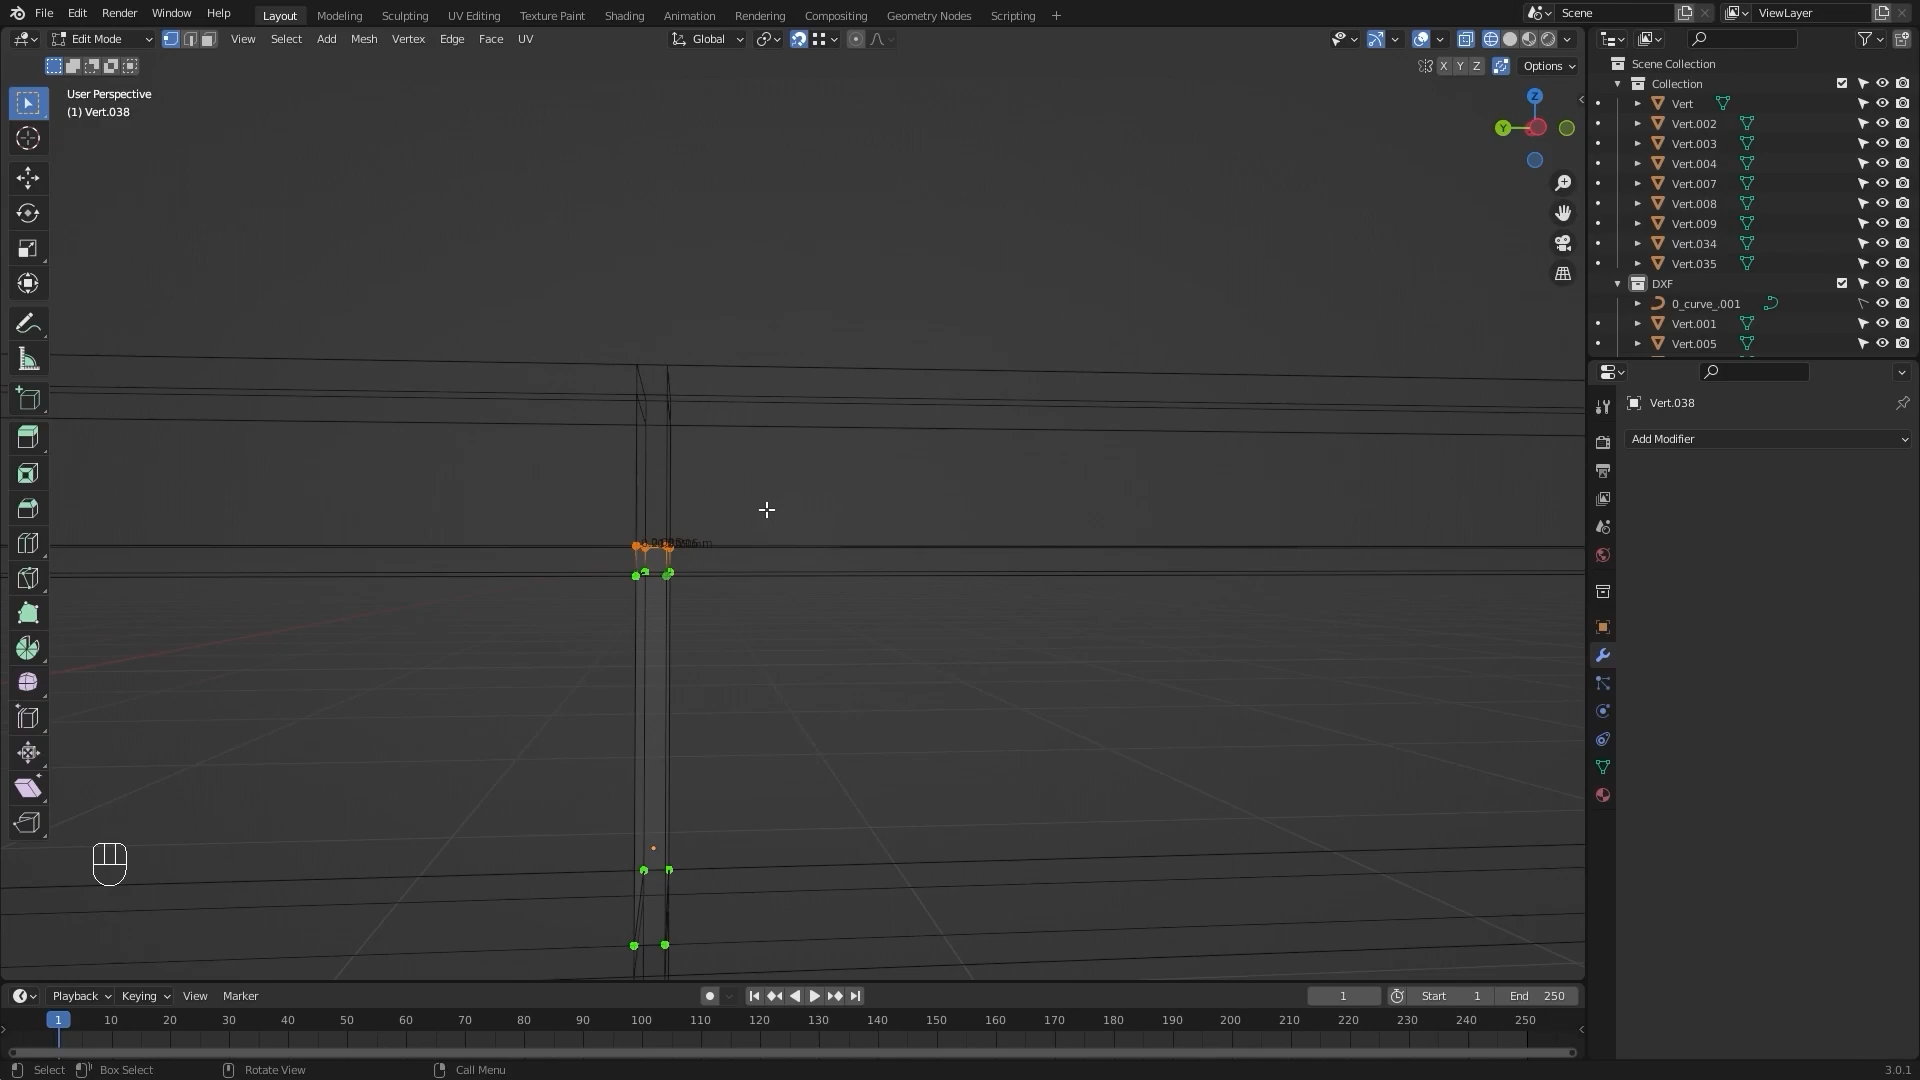 File Edit Render Window Help
Layout Modeling Sculpting UV Editing Texture Paint Shading Animation Rendering Compositing Geometry Nodes Scripting +
Scene
ViewLayer
Edit Mode View Select Add Mesh Vertex Edge Face UV
Global
X Y Z Options
User Perspective
(1) Vert.038
Z
Y
Scene Collection
Collection
Vert
Vert.002
Vert.003
Vert.004
Vert.007
Vert.008
Vert.009
Vert.034
Vert.035
DXF
0_curve_.001
Vert.001
Vert.005
Vert.038
Add Modifier
Playback Keying View Marker
1
Start 1
End 250
1 10 20 30 40 50 60 70 80 90 100 110 120 130 140 150 160 170 180 190 200 210 220 230 240 250
Select Box Select Rotate View Call Menu
3.0.1